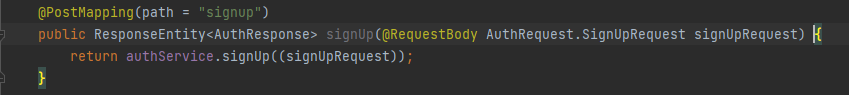 @PostMapping(path = "signup")
public ResponseEntity<AuthResponse> signUp(@RequestBody AuthRequest.SignUpRequest signUpRequest) {
return authService.signUp((signUpRequest));
}